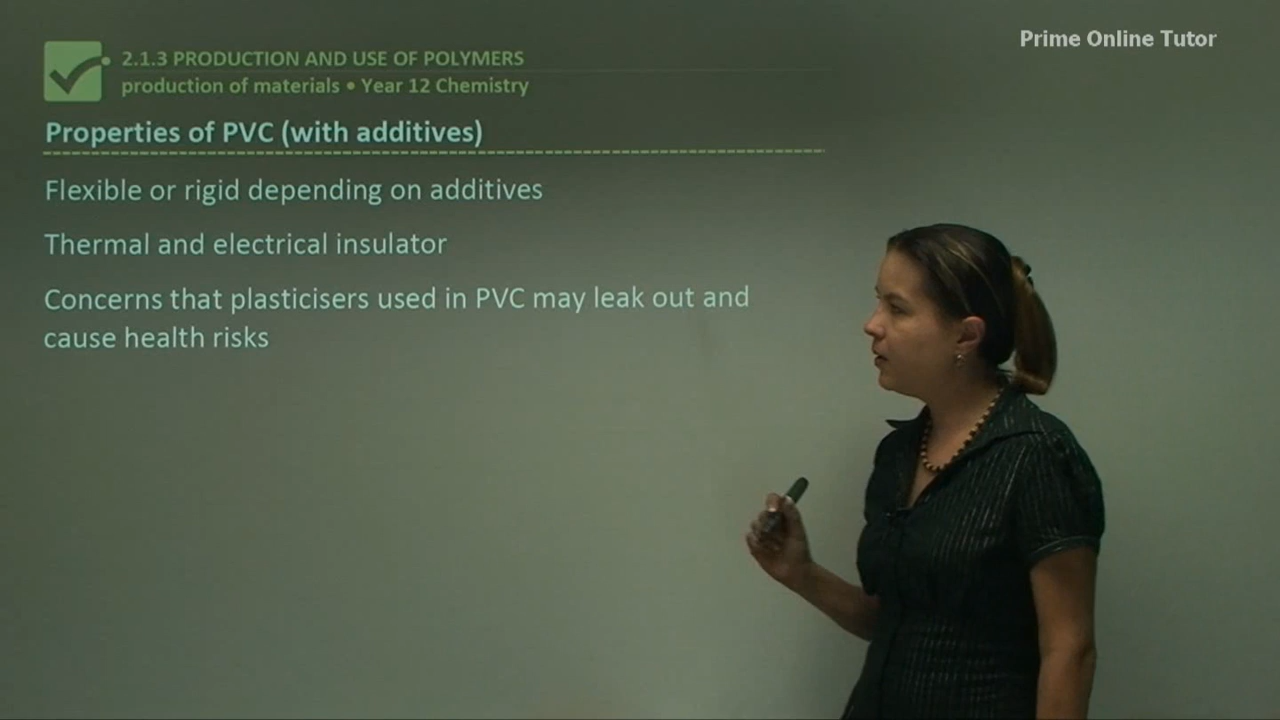 Prime Online Tutor
2.1.3 PRODUCTION AND USE OF POLYMERS
production of materials • Year 12 Chemistry
Properties of PVC (with additives)
Flexible or rigid depending on additives
Thermal and electrical insulator
Concerns that plasticisers used in PVC may leak out and
cause health risks